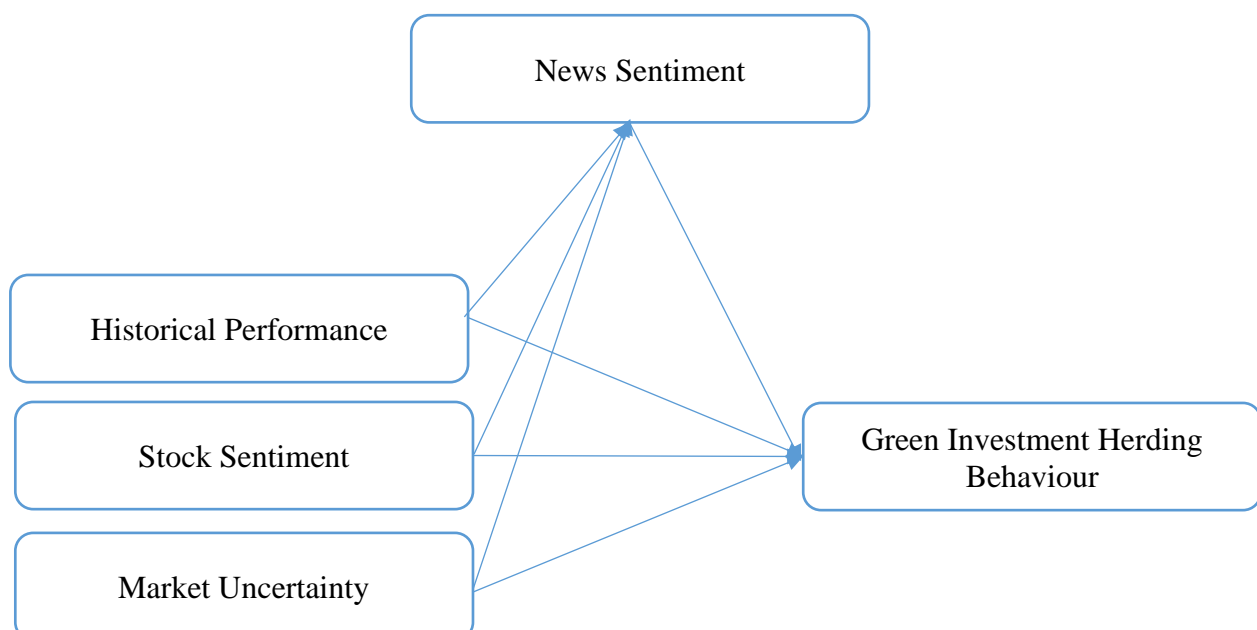 News Sentiment
Historical Performance
Stock Sentiment
Green Investment Herding
Behaviour
Market Uncertainty